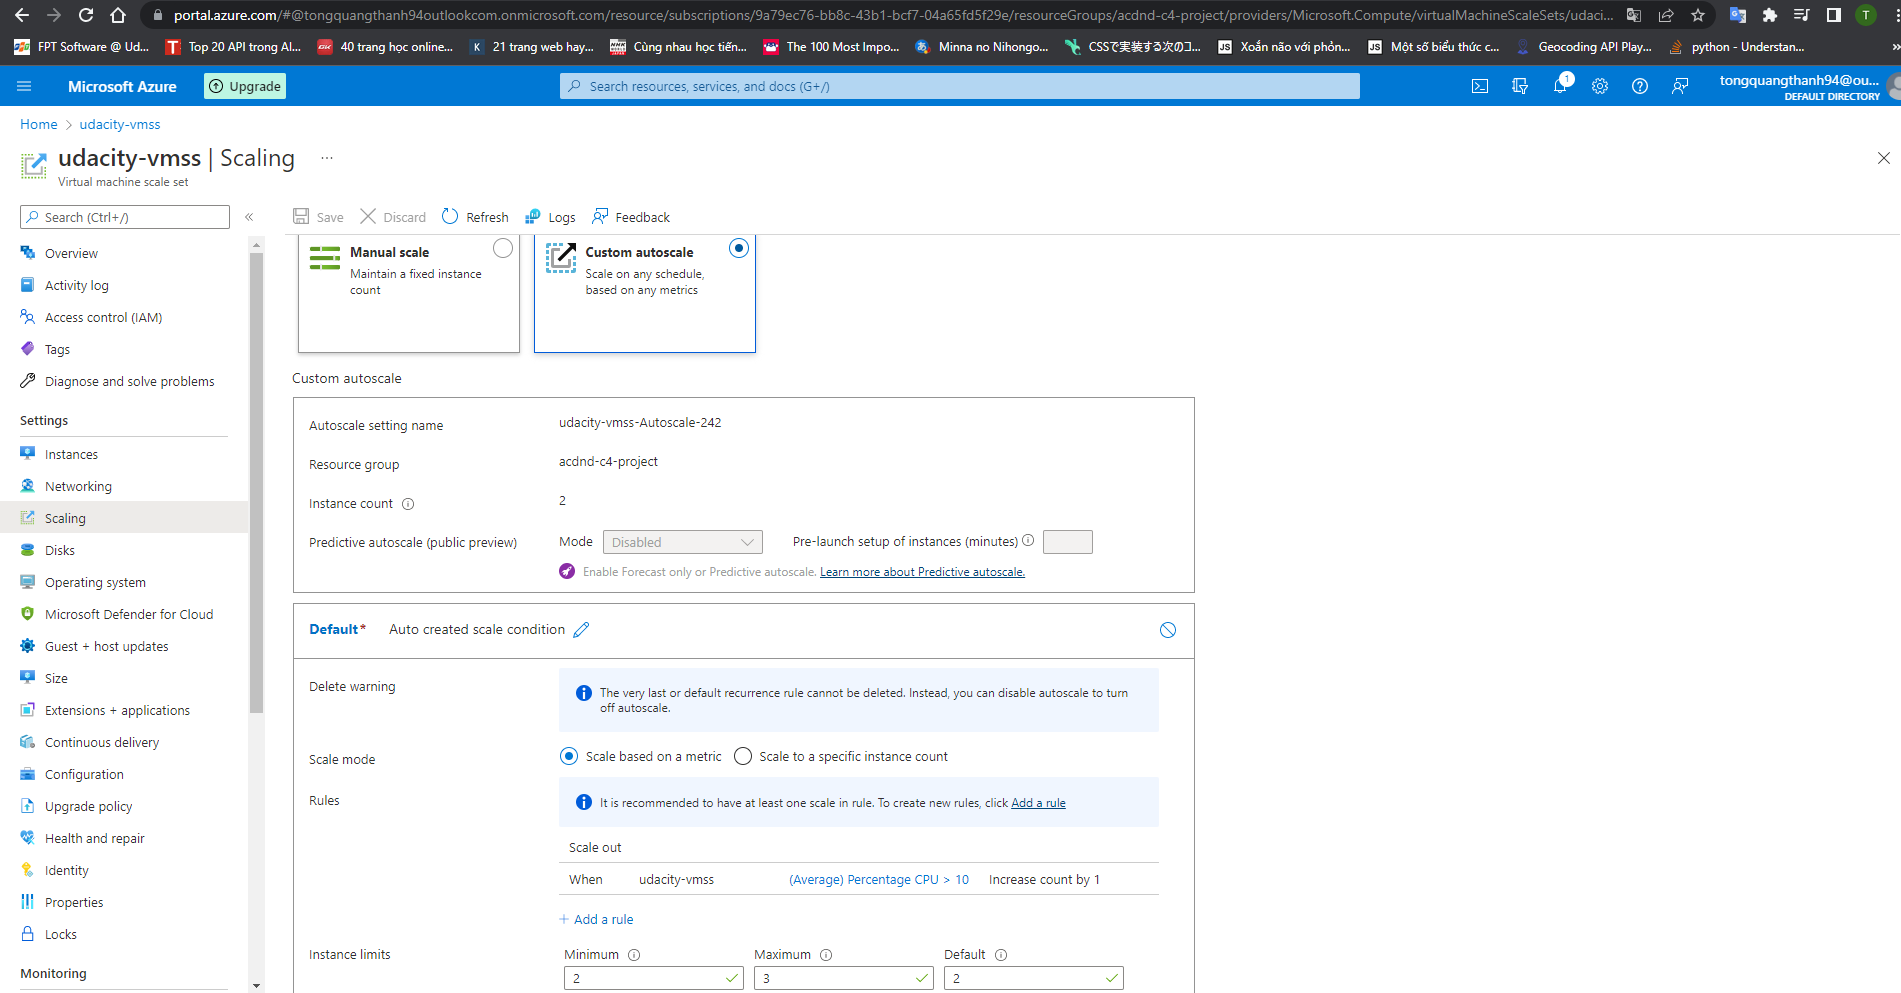 portal.azure.com/#@tongquangthanh94outlookcom.onmicrosoft.com/resource/subscriptions/9a79ec76-bb8c-43b1-bcf7-04a65fd5f29e/resourceGroups/acdnd-c4-project/providers/Microsoft.Compute/virtualMachineScaleSets/udaci...
T
FPT Software @ Ud...
Top 20 API trong AI...
40 trang học online...
21 trang web hay,...
Cùng nhau học tiến...
The 100 Most Impo...
Minna no Nihongo...
CSSで実装する次のコ...
Xoắn não với phỏn...
Một số biểu thức c...
Geocoding API Play...
python - Understan...
»
Microsoft Azure
Upgrade
Search resources, services, and docs (G+/)
1
tongquangthanh94@ou...
DEFAULT DIRECTORY
Home > udacity-vmss
udacity-vmss | Scaling ...
Virtual machine scale set
Search (Ctrl+/)
«
Save
Discard
Refresh
Logs
Feedback
Overview
Activity log
Access control (IAM)
Tags
Diagnose and solve problems
Settings
Instances
Networking
Scaling
Disks
Operating system
Microsoft Defender for Cloud
Guest + host updates
Size
Extensions + applications
Continuous delivery
Configuration
Upgrade policy
Health and repair
Identity
Properties
Locks
Monitoring
Manual scale
Maintain a fixed instance
count
Custom autoscale
Scale on any schedule,
based on any metrics
Custom autoscale
Autoscale setting name
udacity-vmss-Autoscale-242
Resource group
acdnd-c4-project
Instance count
2
Predictive autoscale (public preview)
Mode
Disabled
Pre-launch setup of instances (minutes)
Enable Forecast only or Predictive autoscale. Learn more about Predictive autoscale.
Default*
Auto created scale condition
Delete warning
The very last or default recurrence rule cannot be deleted. Instead, you can disable autoscale to turn
off autoscale.
Scale mode
Scale based on a metric
Scale to a specific instance count
Rules
It is recommended to have at least one scale in rule. To create new rules, click Add a rule
Scale out
When
udacity-vmss
(Average) Percentage CPU > 10
Increase count by 1
+ Add a rule
Instance limits
Minimum
Maximum
Default
2
3
2